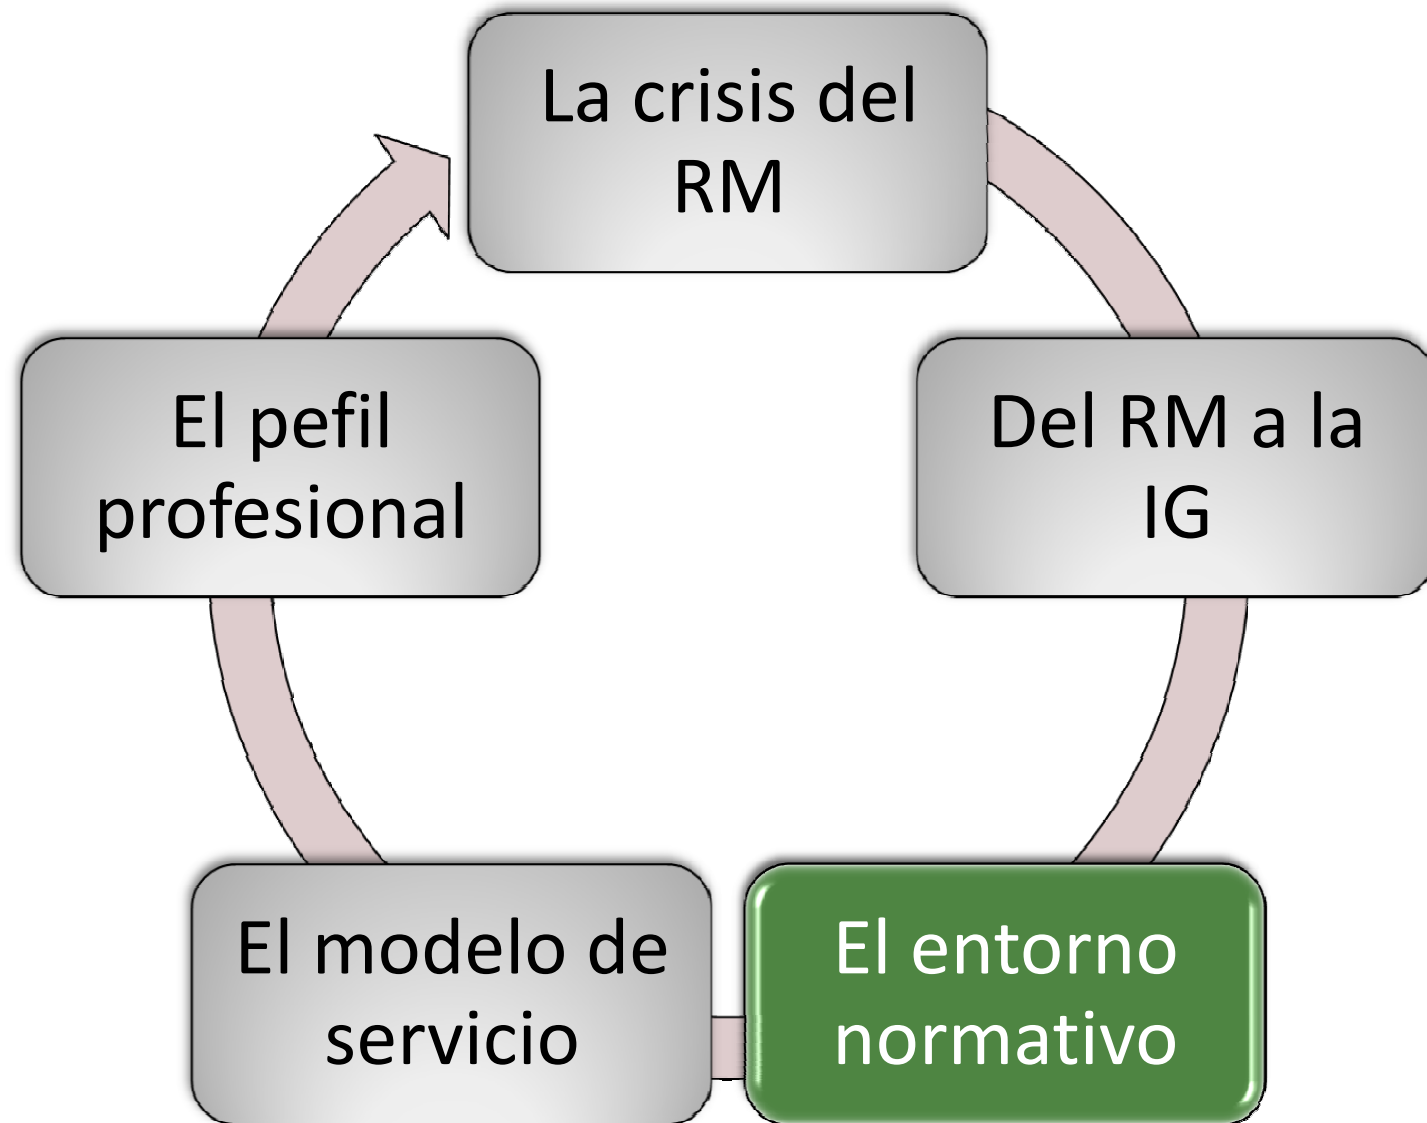 La crisis del
RM
Del RM a la
IG
El entorno
normativo
El modelo de
servicio
El pefil
profesional